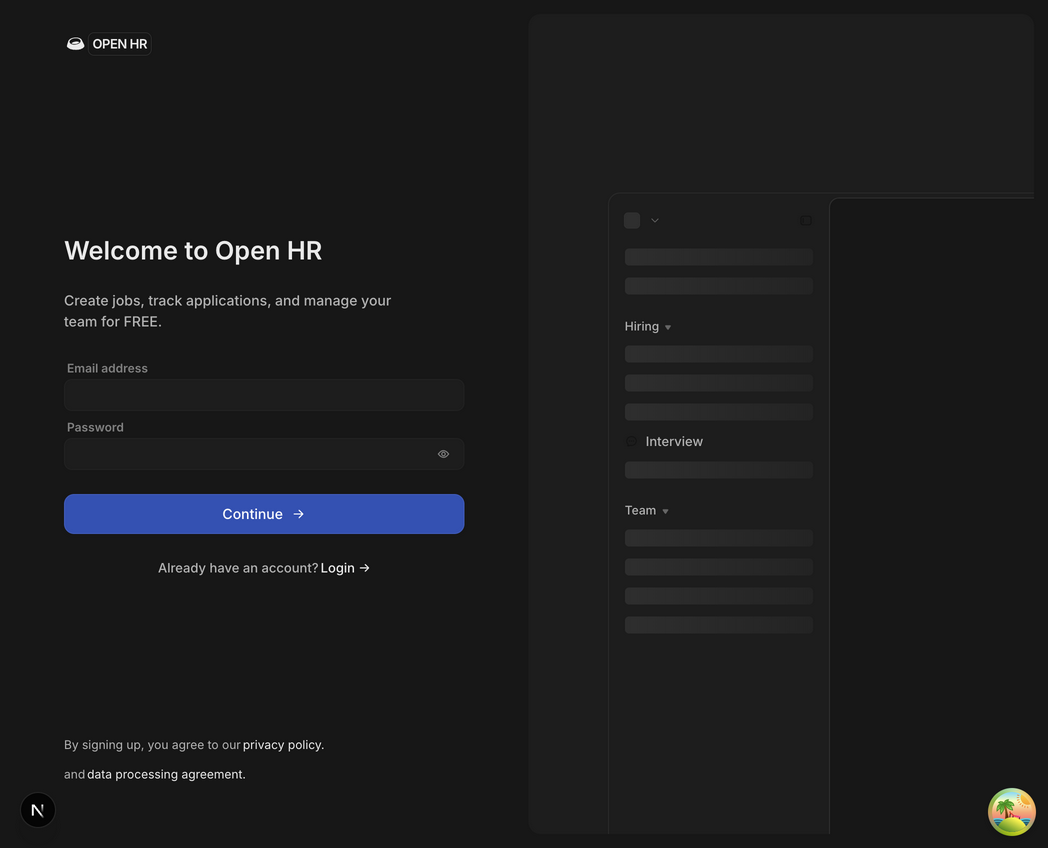 OPEN HR
Welcome to Open HR
Create jobs, track applications, and manage your
team for FREE.
Email address
Password
Continue →
Already have an account? Login →
By signing up, you agree to our privacy policy.
and data processing agreement.
N
Hiring
Interview
Team